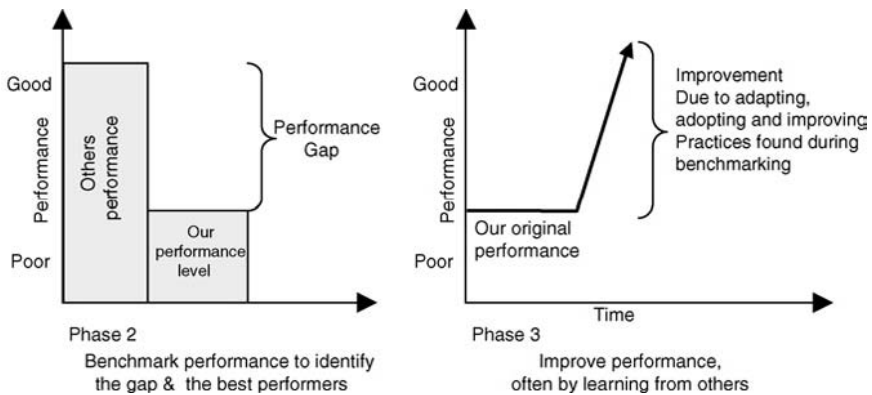 Good
Performance
Poor
Others
performance
Our
performance
level
Performance
Gap
Phase 2
Benchmark performance to identify
the gap & the best performers
Good
Performance
Poor
Our original
performance
Improvement
Due to adapting,
adopting and improving
Practices found during
benchmarking
Time
Phase 3
Improve performance,
often by learning from others